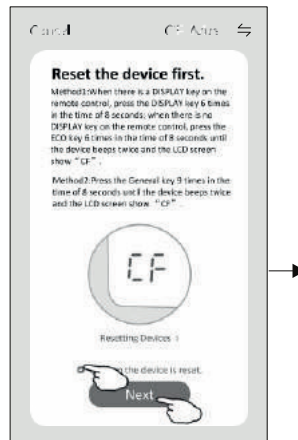 Cancel
Reset the device first.
Method1:When there is a DISPLAY key on the
remote control, press the DISPLAY key 6 times
in the time of 8 seconds; when there is no
DISPLAY key on the remote control, press the
ECO key 6 times in the time of 8 seconds until
the device beeps twice and the LCD screen
show “CF” .
Method2:Press the General key 9 times in the
time of 8 seconds until the device beeps twice
and the LCD screen show “CF” .
CF
Resetting Devices
the device is reset.
Next